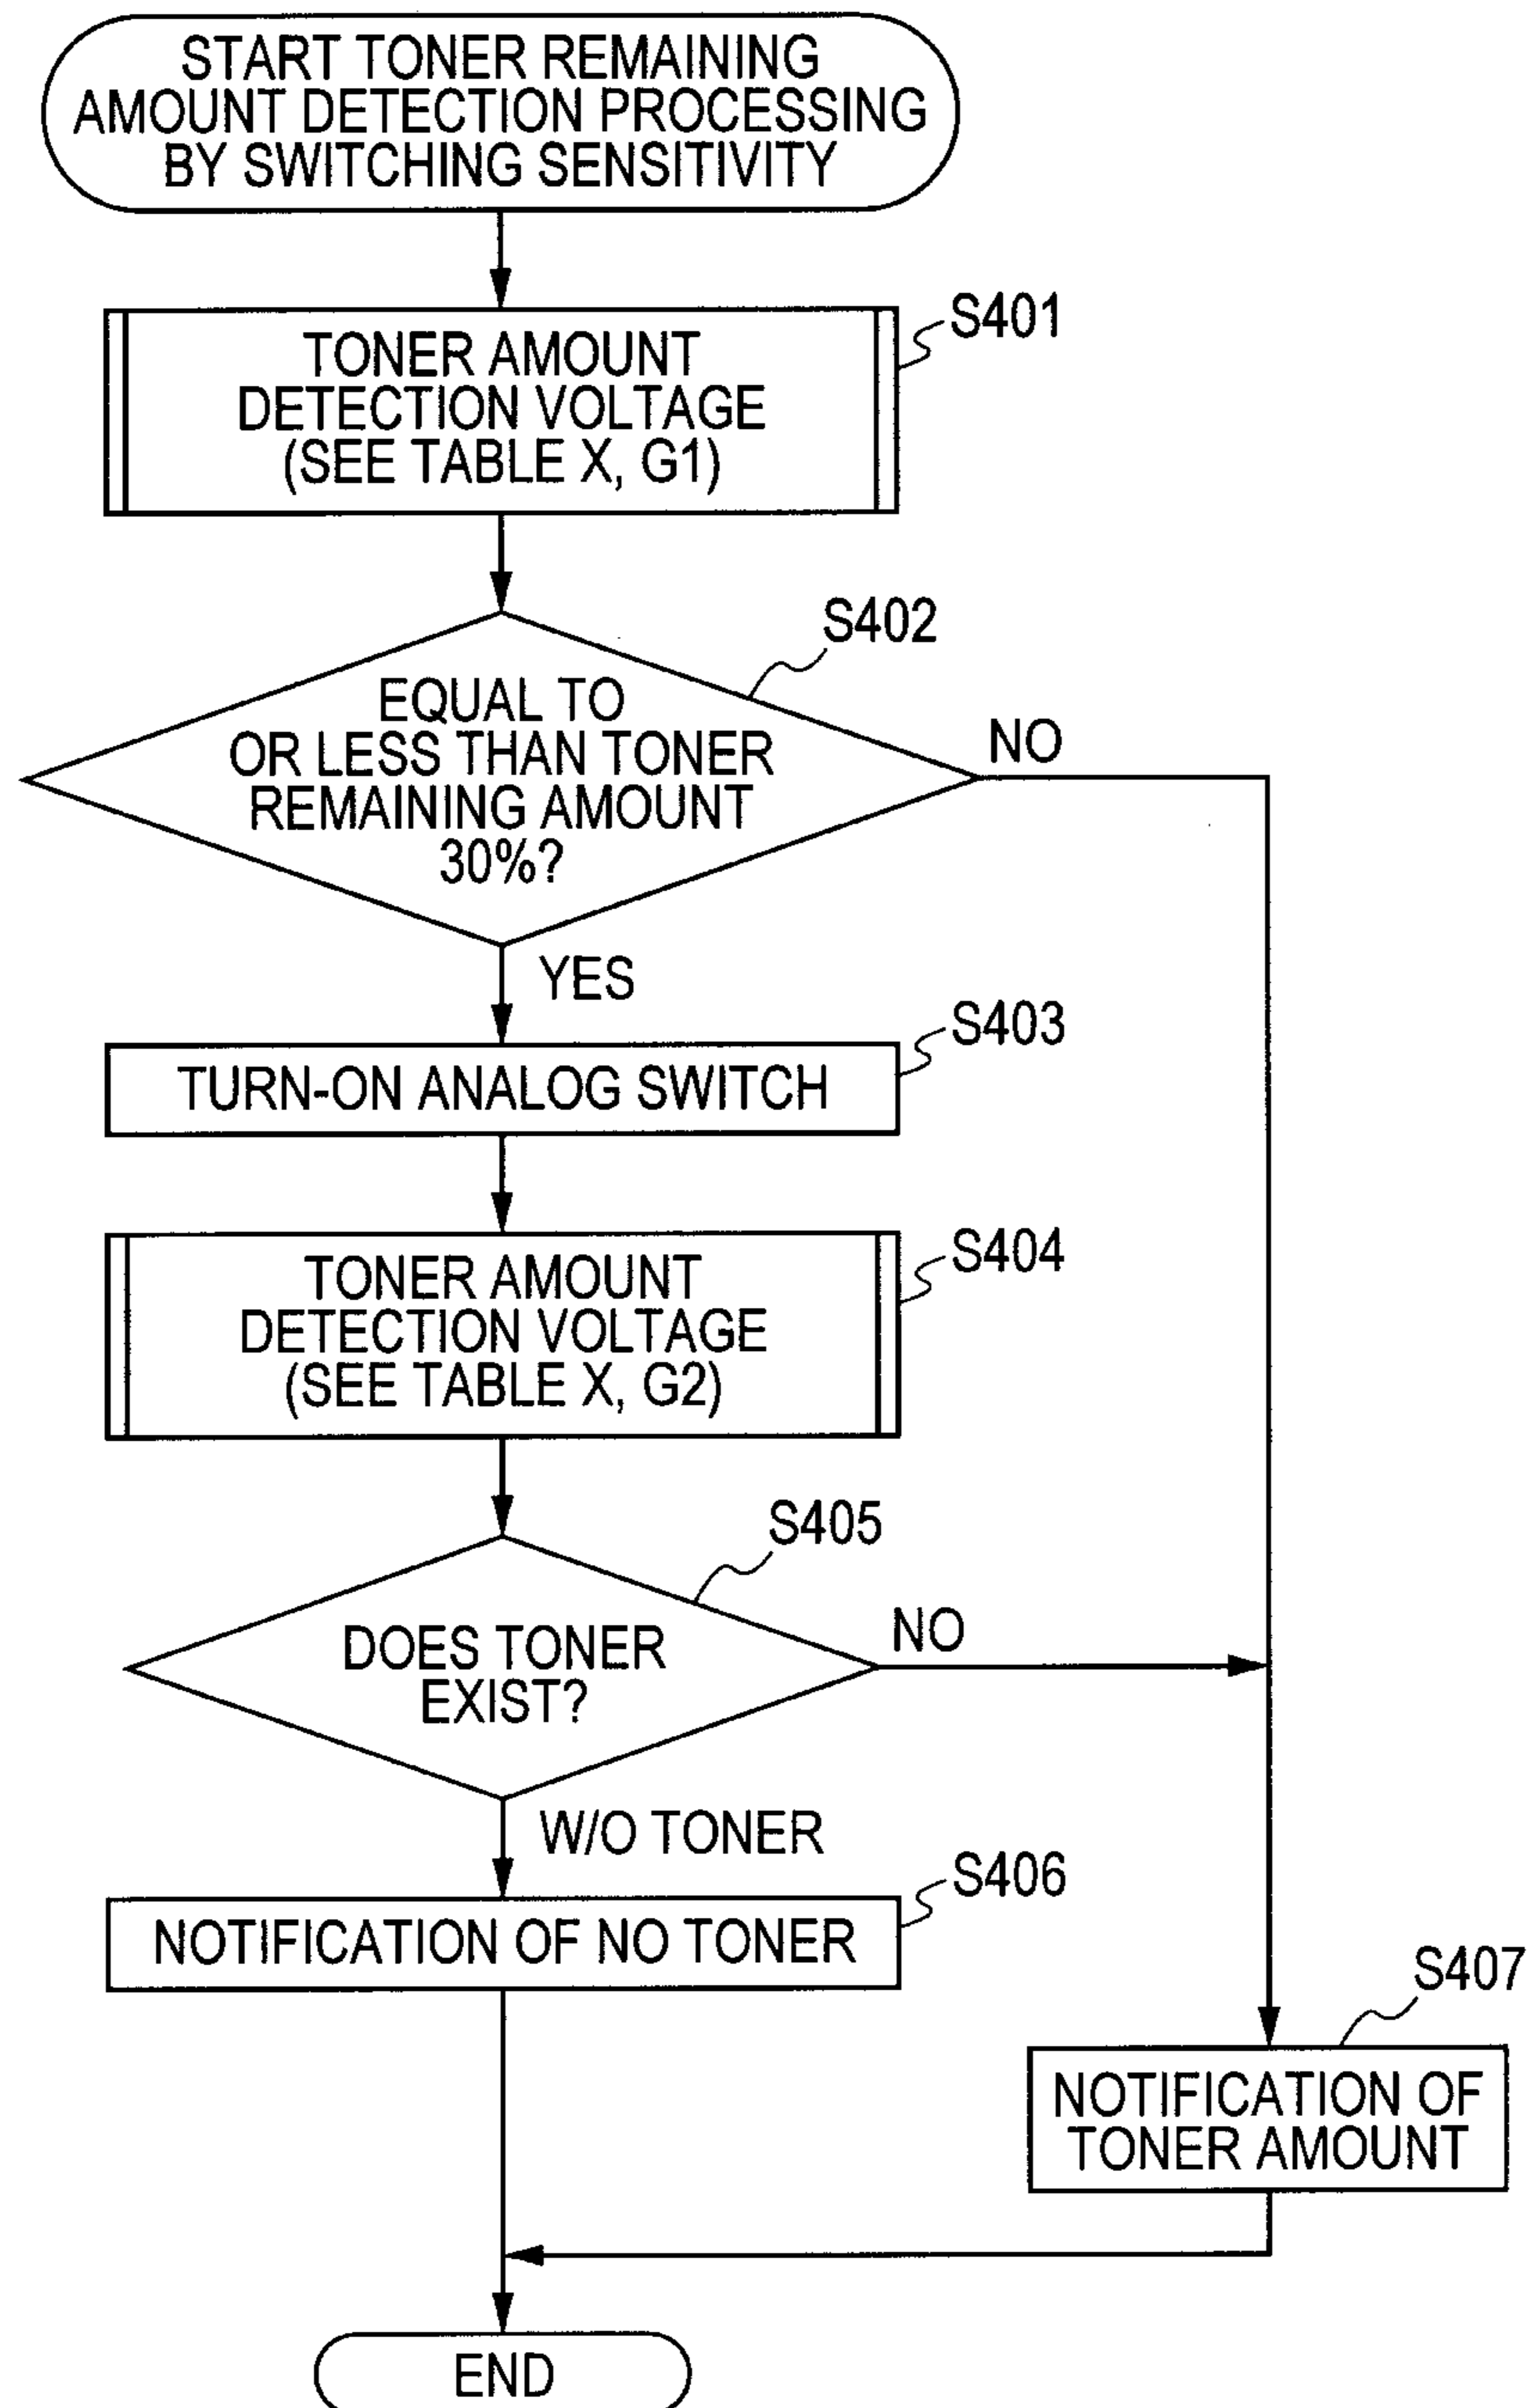 START TONER REMAINING
AMOUNT DETECTION PROCESSING
BY SWITCHING SENSITIVITY
S401
TONER AMOUNT
DETECTION VOLTAGE
(SEE TABLE X, G1)
S402
EQUAL TO
OR LESS THAN TONER
REMAINING AMOUNT
30%?
NO
YES
S403
TURN-ON ANALOG SWITCH
S404
TONER AMOUNT
DETECTION VOLTAGE
(SEE TABLE X, G2)
S405
DOES TONER
EXIST?
NO
W/O TONER
S406
NOTIFICATION OF NO TONER
S407
NOTIFICATION OF
TONER AMOUNT
END